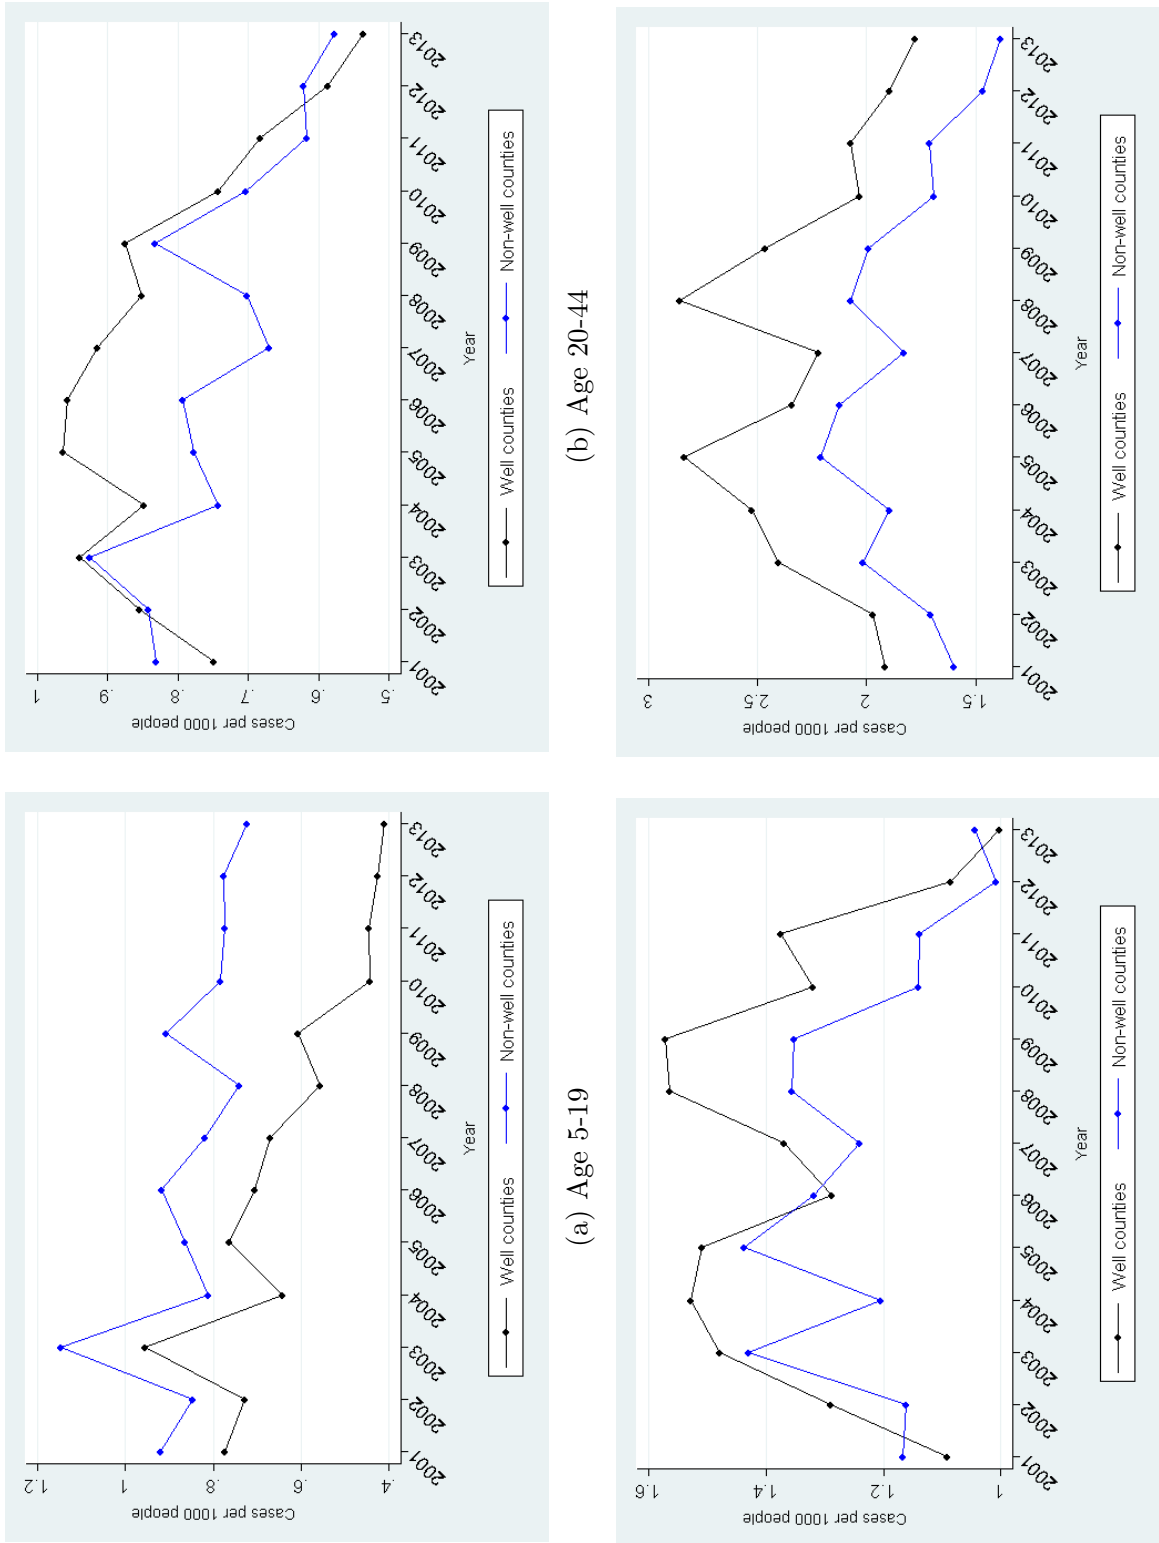 Cases per 1000 people
1.2
1
.8
.6
.4
2001 2002 2003 2004 2005 2006 2007 2008 2009 2010 2011 2012 2013
Year
Well counties Non-well counties
(a) Age 5-19
Cases per 1000 people
1
.9
.8
.7
.6
.5
2001 2002 2003 2004 2005 2006 2007 2008 2009 2010 2011 2012 2013
Year
Well counties Non-well counties
(b) Age 20-44
Cases per 1000 people
1.6
1.4
1.2
1
2001 2002 2003 2004 2005 2006 2007 2008 2009 2010 2011 2012 2013
Year
Well counties Non-well counties
Cases per 1000 people
3
2.5
2
1.5
2001 2002 2003 2004 2005 2006 2007 2008 2009 2010 2011 2012 2013
Year
Well counties Non-well counties